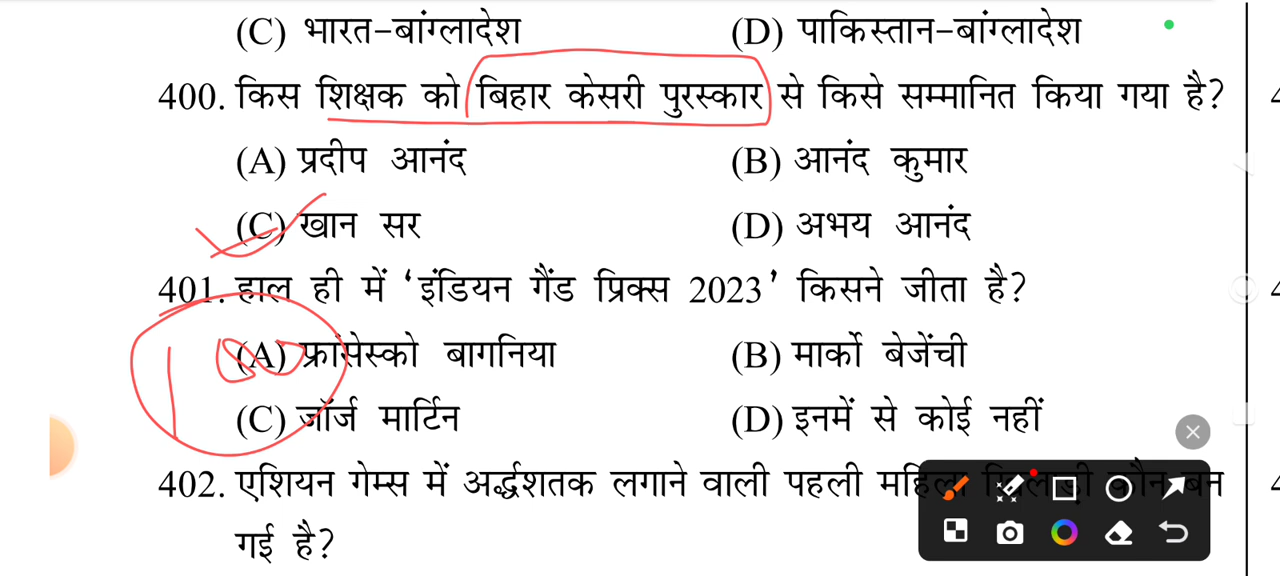 (C) भारत-बांग्लादेश (D) पाकिस्तान-बांग्लादेश
400. किस शिक्षक को बिहार केसरी पुरस्कार से किसे सम्मानित किया गया है?
(A) प्रदीप आनंद (B) आनंद कुमार
(C) खान सर (D) अभय आनंद
401. हाल ही में 'इंडियन गैंड प्रिक्स 2023' किसने जीता है?
(A) फ्रांसेस्को बागनिया (B) मार्को बेजेंची
(C) जॉर्ज मार्टिन (D) इनमें से कोई नहीं
402. एशियन गेम्स में अर्द्धशतक लगाने वाली पहली महिला खिलाड़ी कौन बन
गई है?